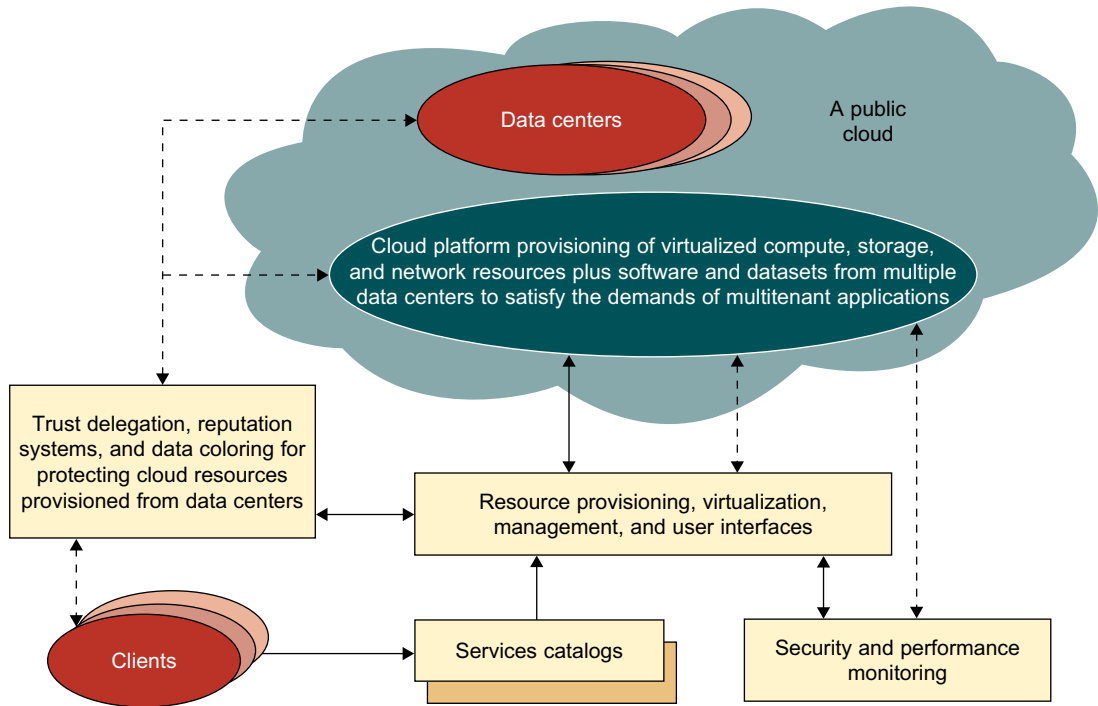 Data centers
A public
cloud
Cloud platform provisioning of virtualized compute, storage,
and network resources plus software and datasets from multiple
data centers to satisfy the demands of multitenant applications
Trust delegation, reputation
systems, and data coloring for
protecting cloud resources
provisioned from data centers
Resource provisioning, virtualization,
management, and user interfaces
Clients
Services catalogs
Security and performance
monitoring